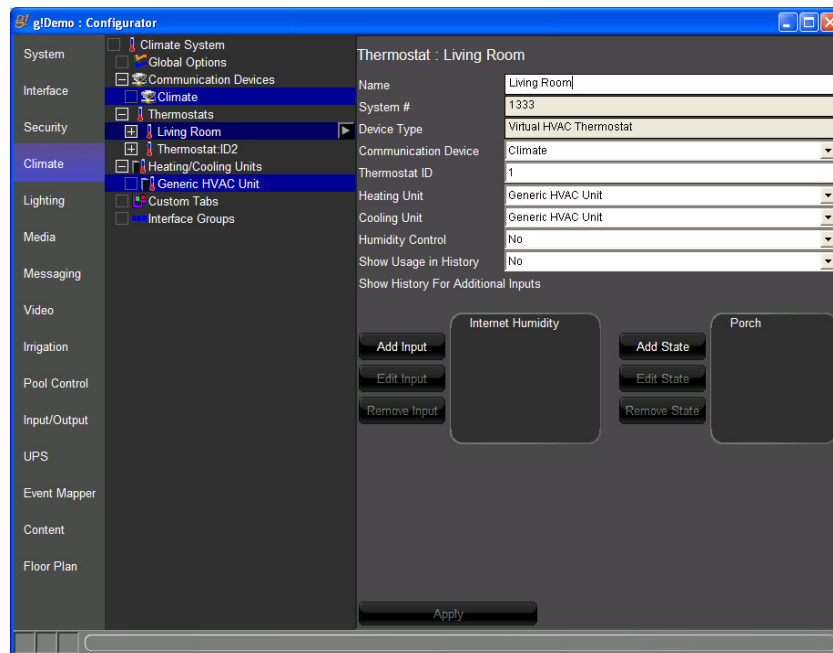 g! g!Demo : Configurator
System
Interface
Security
Climate
Lighting
Media
Messaging
Video
Irrigation
Pool Control
Input/Output
UPS
Event Mapper
Content
Floor Plan
Climate System
Global Options
Communication Devices
Climate
Thermostats
Living Room
Thermostat:ID2
Heating/Cooling Units
Generic HVAC Unit
Custom Tabs
Interface Groups
Thermostat : Living Room
Name Living Room
System # 1333
Device Type Virtual HVAC Thermostat
Communication Device Climate
Thermostat ID 1
Heating Unit Generic HVAC Unit
Cooling Unit Generic HVAC Unit
Humidity Control No
Show Usage in History No
Show History For Additional Inputs
Internet Humidity Porch
Add Input Add State
Edit Input Edit State
Remove Input Remove State
Apply